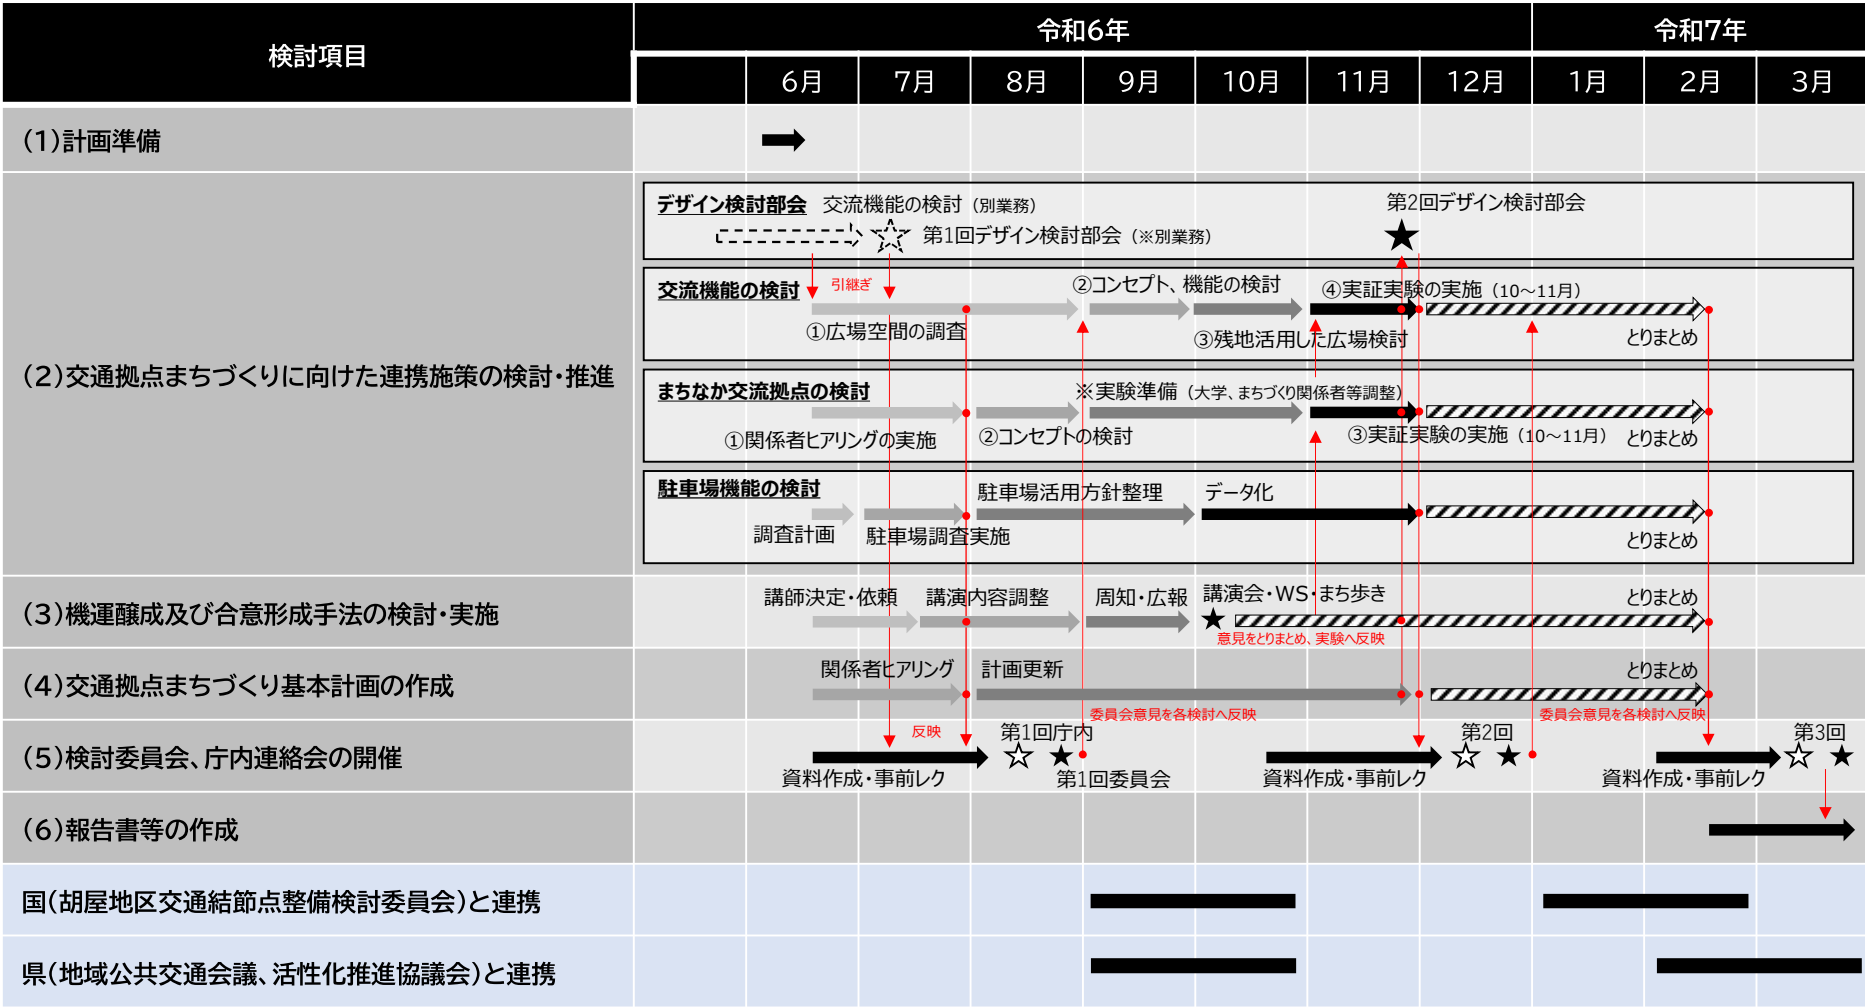 検討項目
令和6年
令和7年
6月
7月
8月
9月
10月
11月
12月
1月
2月
3月
(1)計画準備
(2)交通拠点まちづくりに向けた連携施策の検討・推進
デザイン検討部会
交流機能の検討(別業務)
第1回デザイン検討部会(※別業務)
第2回デザイン検討部会
交流機能の検討
引継ぎ
①広場空間の調査
②コンセプト、機能の検討
③残地活用した広場検討
④実証実験の実施(10～11月)
とりまとめ
まちなか交流拠点の検討
①関係者ヒアリングの実施
②コンセプトの検討
※実験準備(大学、まちづくり関係者等調整)
③実証実験の実施(10～11月)
とりまとめ
駐車場機能の検討
調査計画
駐車場調査実施
駐車場活用方針整理
データ化
とりまとめ
(3)機運醸成及び合意形成手法の検討・実施
講師決定・依頼
講演内容調整
周知・広報
講演会・WS・まち歩き
意見をとりまとめ、実験へ反映
とりまとめ
(4)交通拠点まちづくり基本計画の作成
関係者ヒアリング
計画更新
とりまとめ
委員会意見を各検討へ反映
委員会意見を各検討へ反映
(5)検討委員会、庁内連絡会の開催
反映
資料作成・事前レク
第1回庁内
第1回委員会
資料作成・事前レク
第2回
資料作成・事前レク
第3回
(6)報告書等の作成
国(胡屋地区交通結節点整備検討委員会)と連携
県(地域公共交通会議、活性化推進協議会)と連携